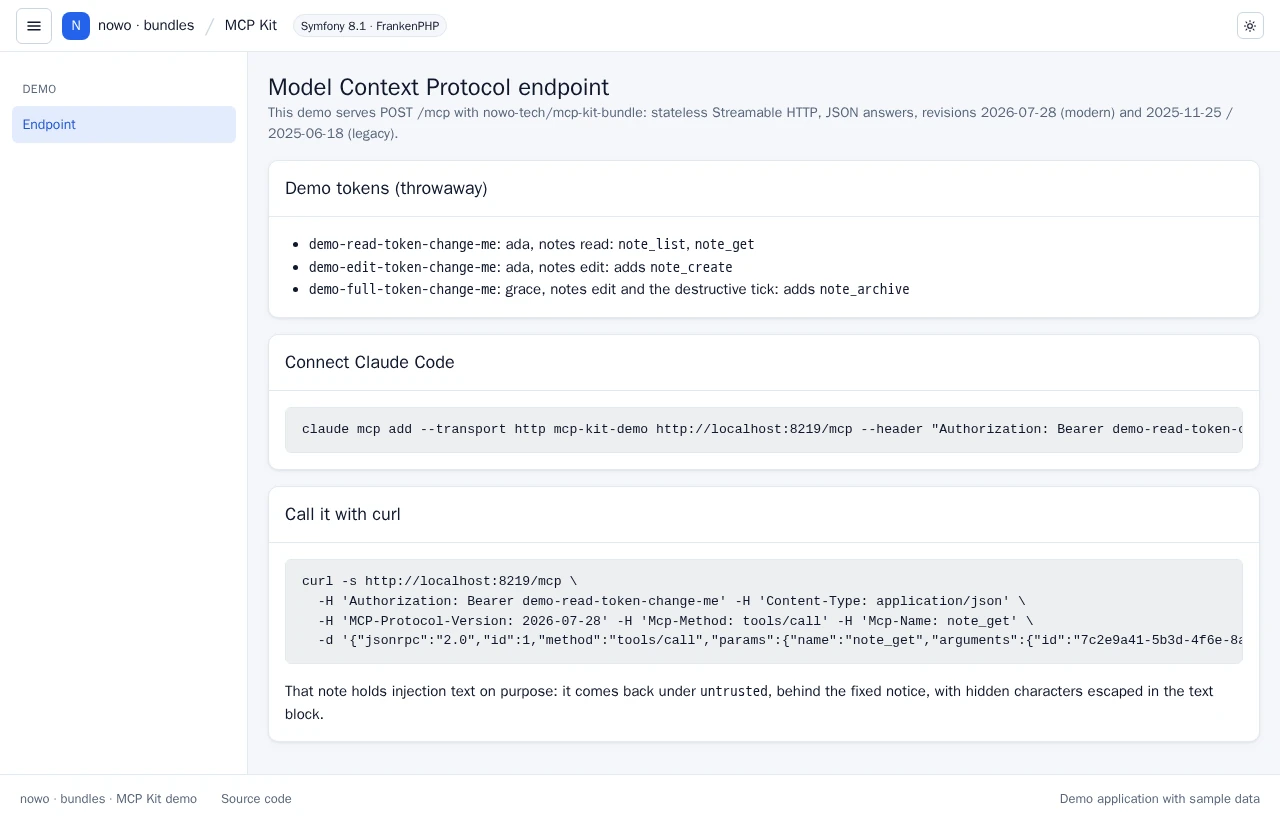 N nowo · bundles / MCP Kit Symfony 8.1 · FrankenPHP
DEMO
Endpoint
Model Context Protocol endpoint
This demo serves POST /mcp with nowo-tech/mcp-kit-bundle: stateless Streamable HTTP, JSON answers, revisions 2026-07-28 (modern) and 2025-11-25 /
2025-06-18 (legacy).
Demo tokens (throwaway)
• demo-read-token-change-me: ada, notes read: note_list, note_get
• demo-edit-token-change-me: ada, notes edit: adds note_create
• demo-full-token-change-me: grace, notes edit and the destructive tick: adds note_archive
Connect Claude Code
claude mcp add --transport http mcp-kit-demo http://localhost:8219/mcp --header "Authorization: Bearer demo-read-token-c
Call it with curl
curl -s http://localhost:8219/mcp \
  -H 'Authorization: Bearer demo-read-token-change-me' -H 'Content-Type: application/json' \
  -H 'MCP-Protocol-Version: 2026-07-28' -H 'Mcp-Method: tools/call' -H 'Mcp-Name: note_get' \
  -d '{"jsonrpc":"2.0","id":1,"method":"tools/call","params":{"name":"note_get","arguments":{"id":"7c2e9a41-5b3d-4f6e-8a
That note holds injection text on purpose: it comes back under untrusted, behind the fixed notice, with hidden characters escaped in the text
block.
nowo · bundles · MCP Kit demo Source code Demo application with sample data